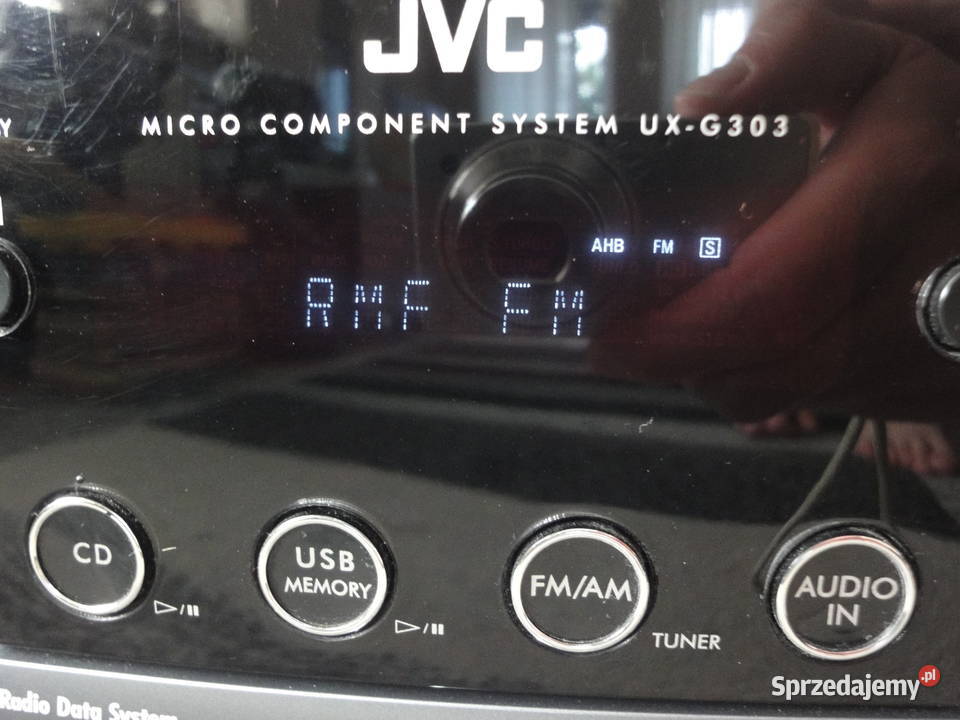 JVC
MICRO COMPONENT SYSTEM UX-G303
AHB FM S
RMF FM
CD
USB
MEMORY
FM/AM
TUNER
AUDIO
IN
Radio Data System
Sprzedajemy.pl